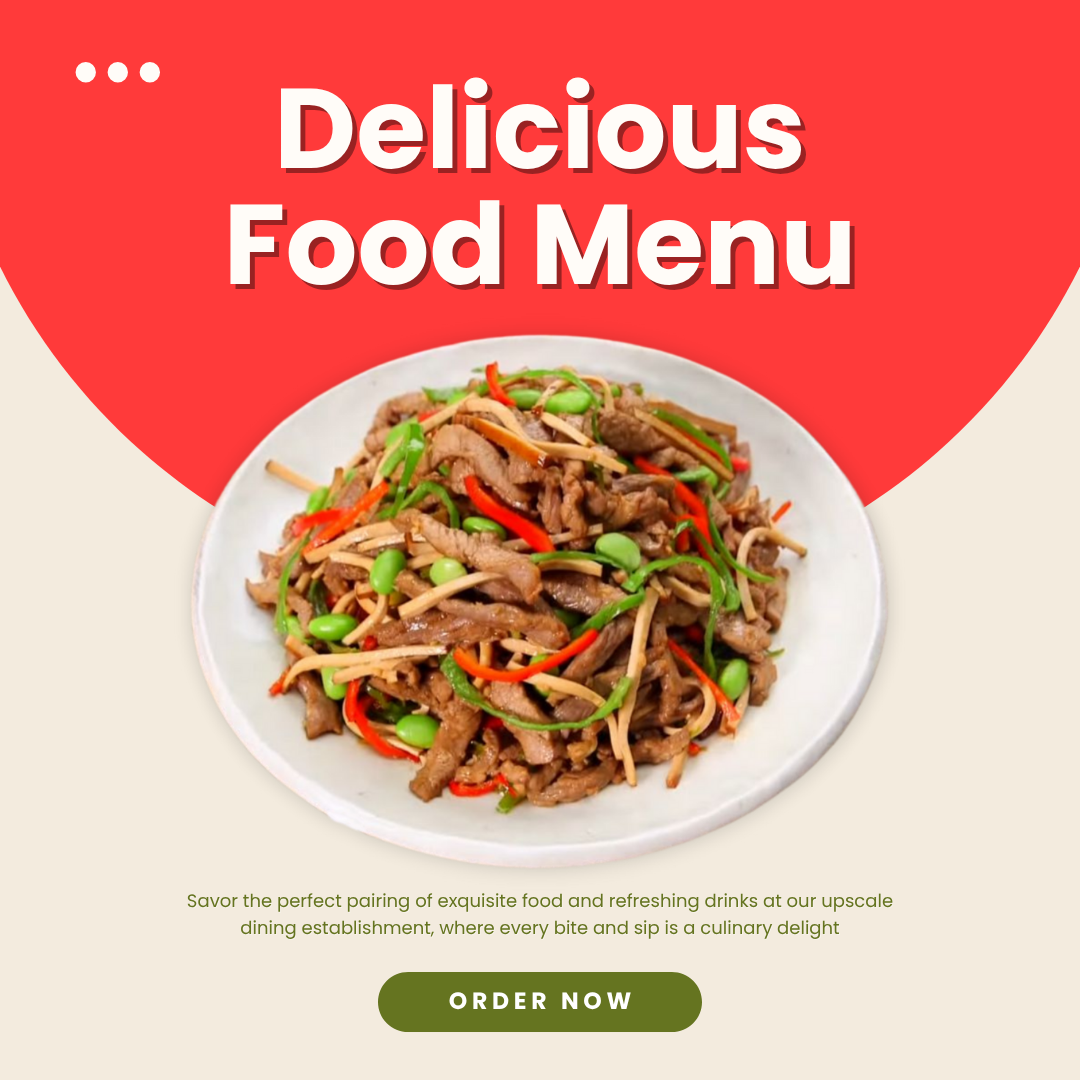 Delicious
Food Menu
Savor the perfect pairing of exquisite food and refreshing drinks at our upscale
dining establishment, where every bite and sip is a culinary delight
ORDER NOW